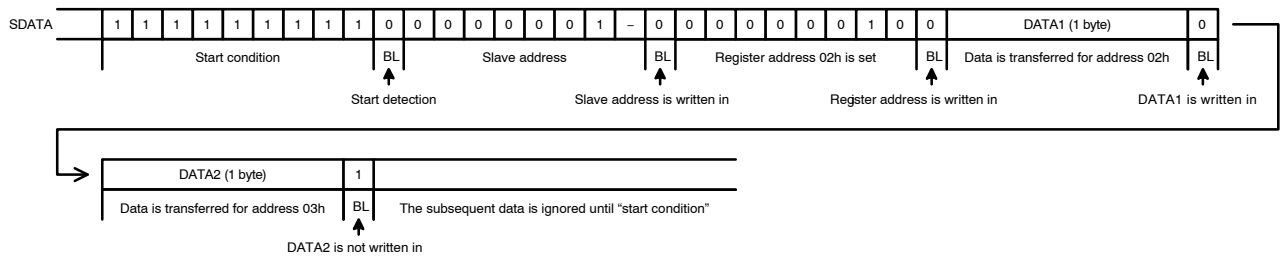 SDATA 1 1 1 1 1 1 1 1 1 0 0 0 0 0 0 0 1 – 0 0 0 0 0 0 0 1 0 0 DATA1 (1 byte) 0
Start condition BL Slave address BL Register address 02h is set BL Data is transferred for address 02h BL
Start detection Slave address is written in Register address is written in DATA1 is written in
DATA2 (1 byte) 1
Data is transferred for address 03h BL The subsequent data is ignored until “start condition”
DATA2 is not written in